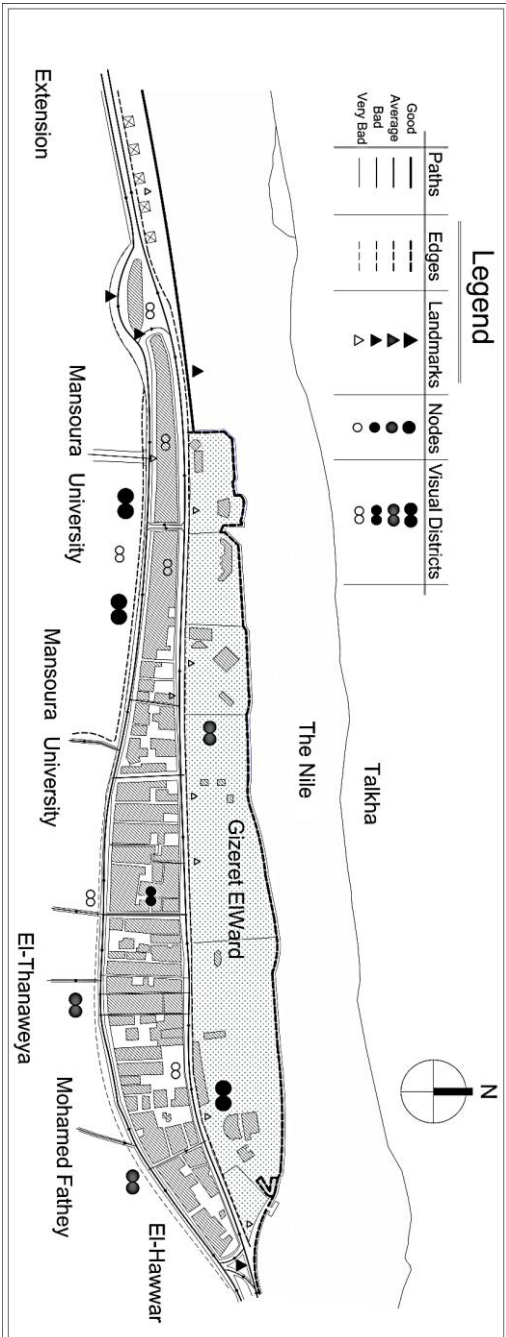 Legend
Paths
Edges
Landmarks
Nodes
Visual Districts
Good
Average
Bad
Very Bad
N
Talkha
The Nile
Gizeret ElWard
Extension
Mansoura University
Mansoura University
El-Thanaweya
Mohamed Fathey
El-Hawwar